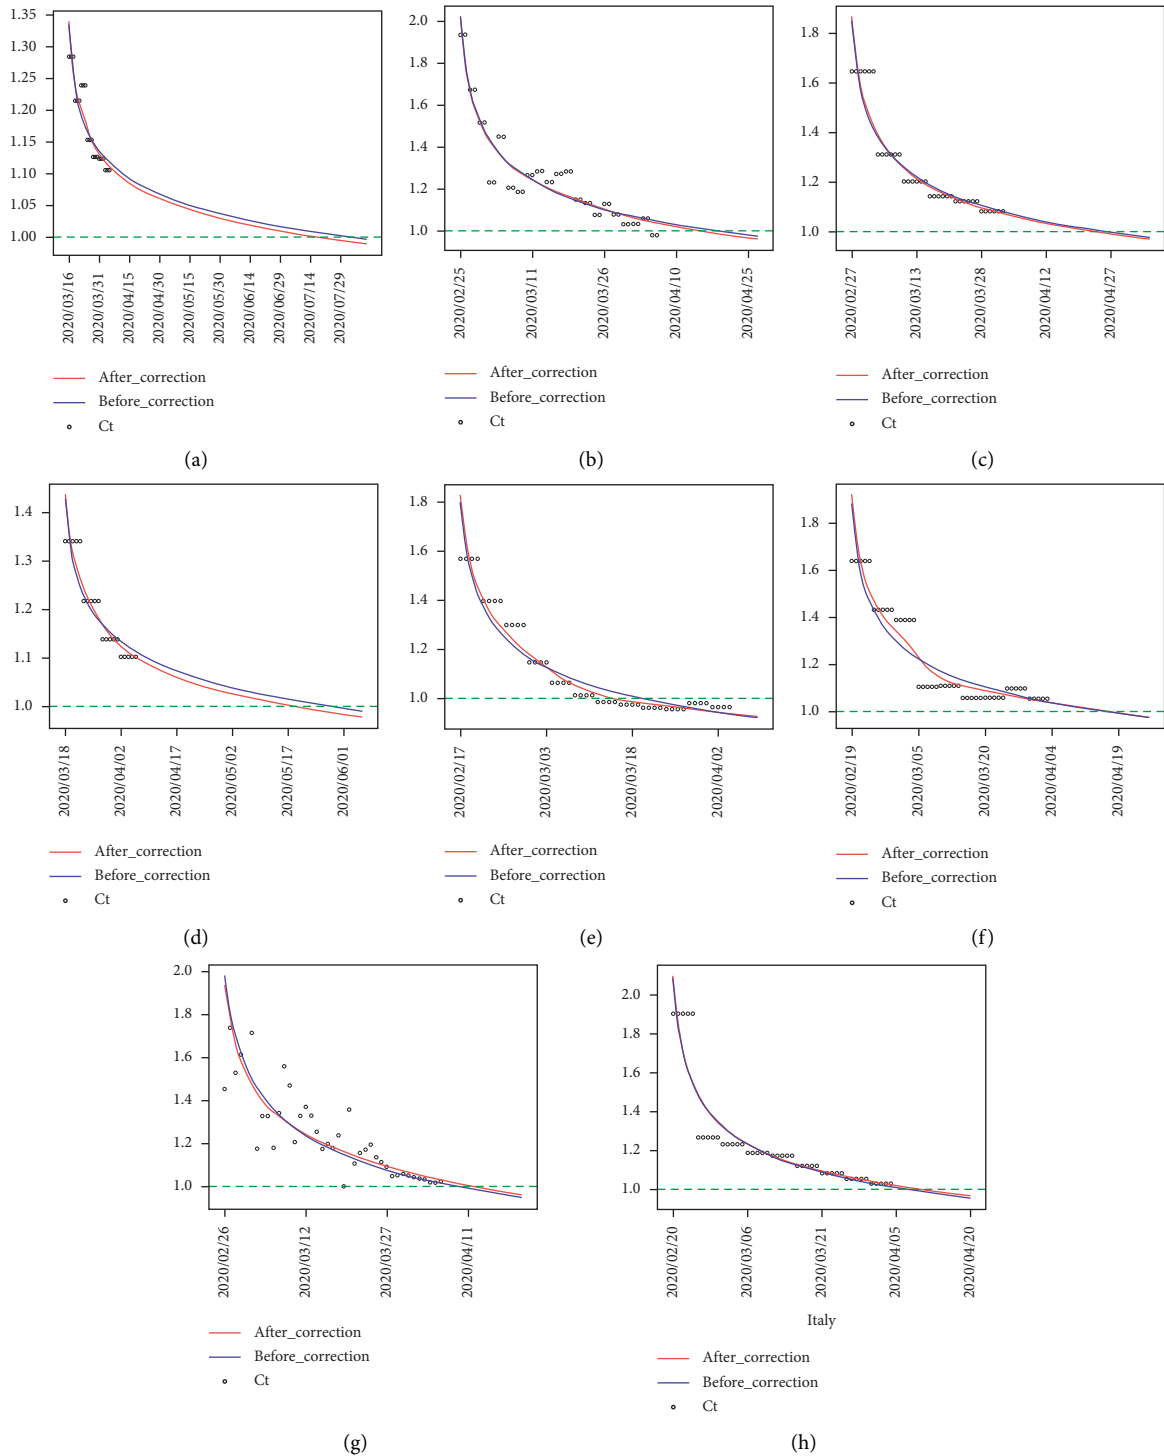 1.35
1.30
1.25
1.20
1.15
1.10
1.05
1.00
2020/03/16
2020/03/31
2020/04/15
2020/04/30
2020/05/15
2020/05/30
2020/06/14
2020/06/29
2020/07/14
2020/07/29
After_correction
Before_correction
Ct
(a)
2.0
1.8
1.6
1.4
1.2
1.0
2020/02/25
2020/03/11
2020/03/26
2020/04/10
2020/04/25
After_correction
Before_correction
Ct
(b)
1.8
1.6
1.4
1.2
1.0
2020/02/27
2020/03/13
2020/03/28
2020/04/12
2020/04/27
After_correction
Before_correction
Ct
(c)
1.4
1.3
1.2
1.1
1.0
2020/03/18
2020/04/02
2020/04/17
2020/05/02
2020/05/17
2020/06/01
After_correction
Before_correction
Ct
(d)
1.8
1.6
1.4
1.2
1.0
2020/02/17
2020/03/03
2020/03/18
2020/04/02
After_correction
Before_correction
Ct
(e)
1.8
1.6
1.4
1.2
1.0
2020/02/19
2020/03/05
2020/03/20
2020/04/04
2020/04/19
After_correction
Before_correction
Ct
(f)
2.0
1.8
1.6
1.4
1.2
1.0
2020/02/26
2020/03/12
2020/03/27
2020/04/11
After_correction
Before_correction
Ct
(g)
2.0
1.8
1.6
1.4
1.2
1.0
2020/02/20
2020/03/06
2020/03/21
2020/04/05
2020/04/20
Italy
After_correction
Before_correction
Ct
(h)